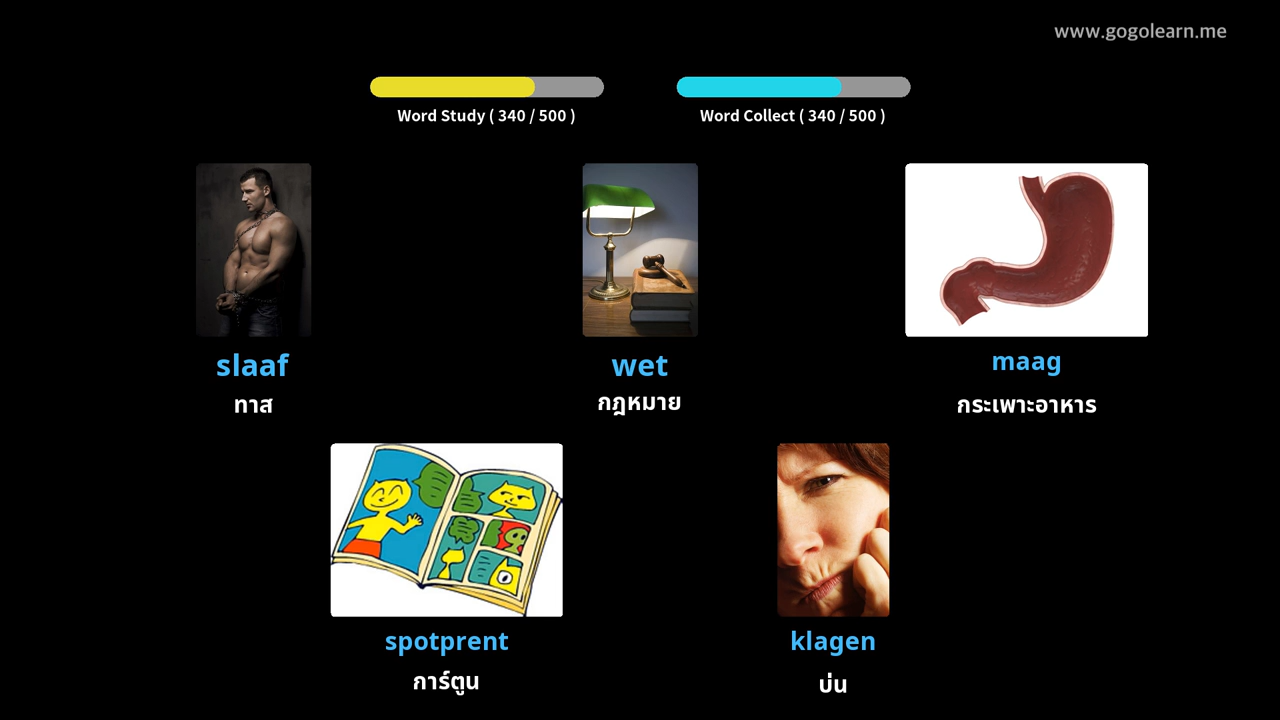 www.gogolearn.me
Word Study ( 340 / 500 )
Word Collect ( 340 / 500 )
slaaf
ทาส
wet
กฎหมาย
maag
กระเพาะอาหาร
spotprent
การ์ตูน
klagen
บ่น